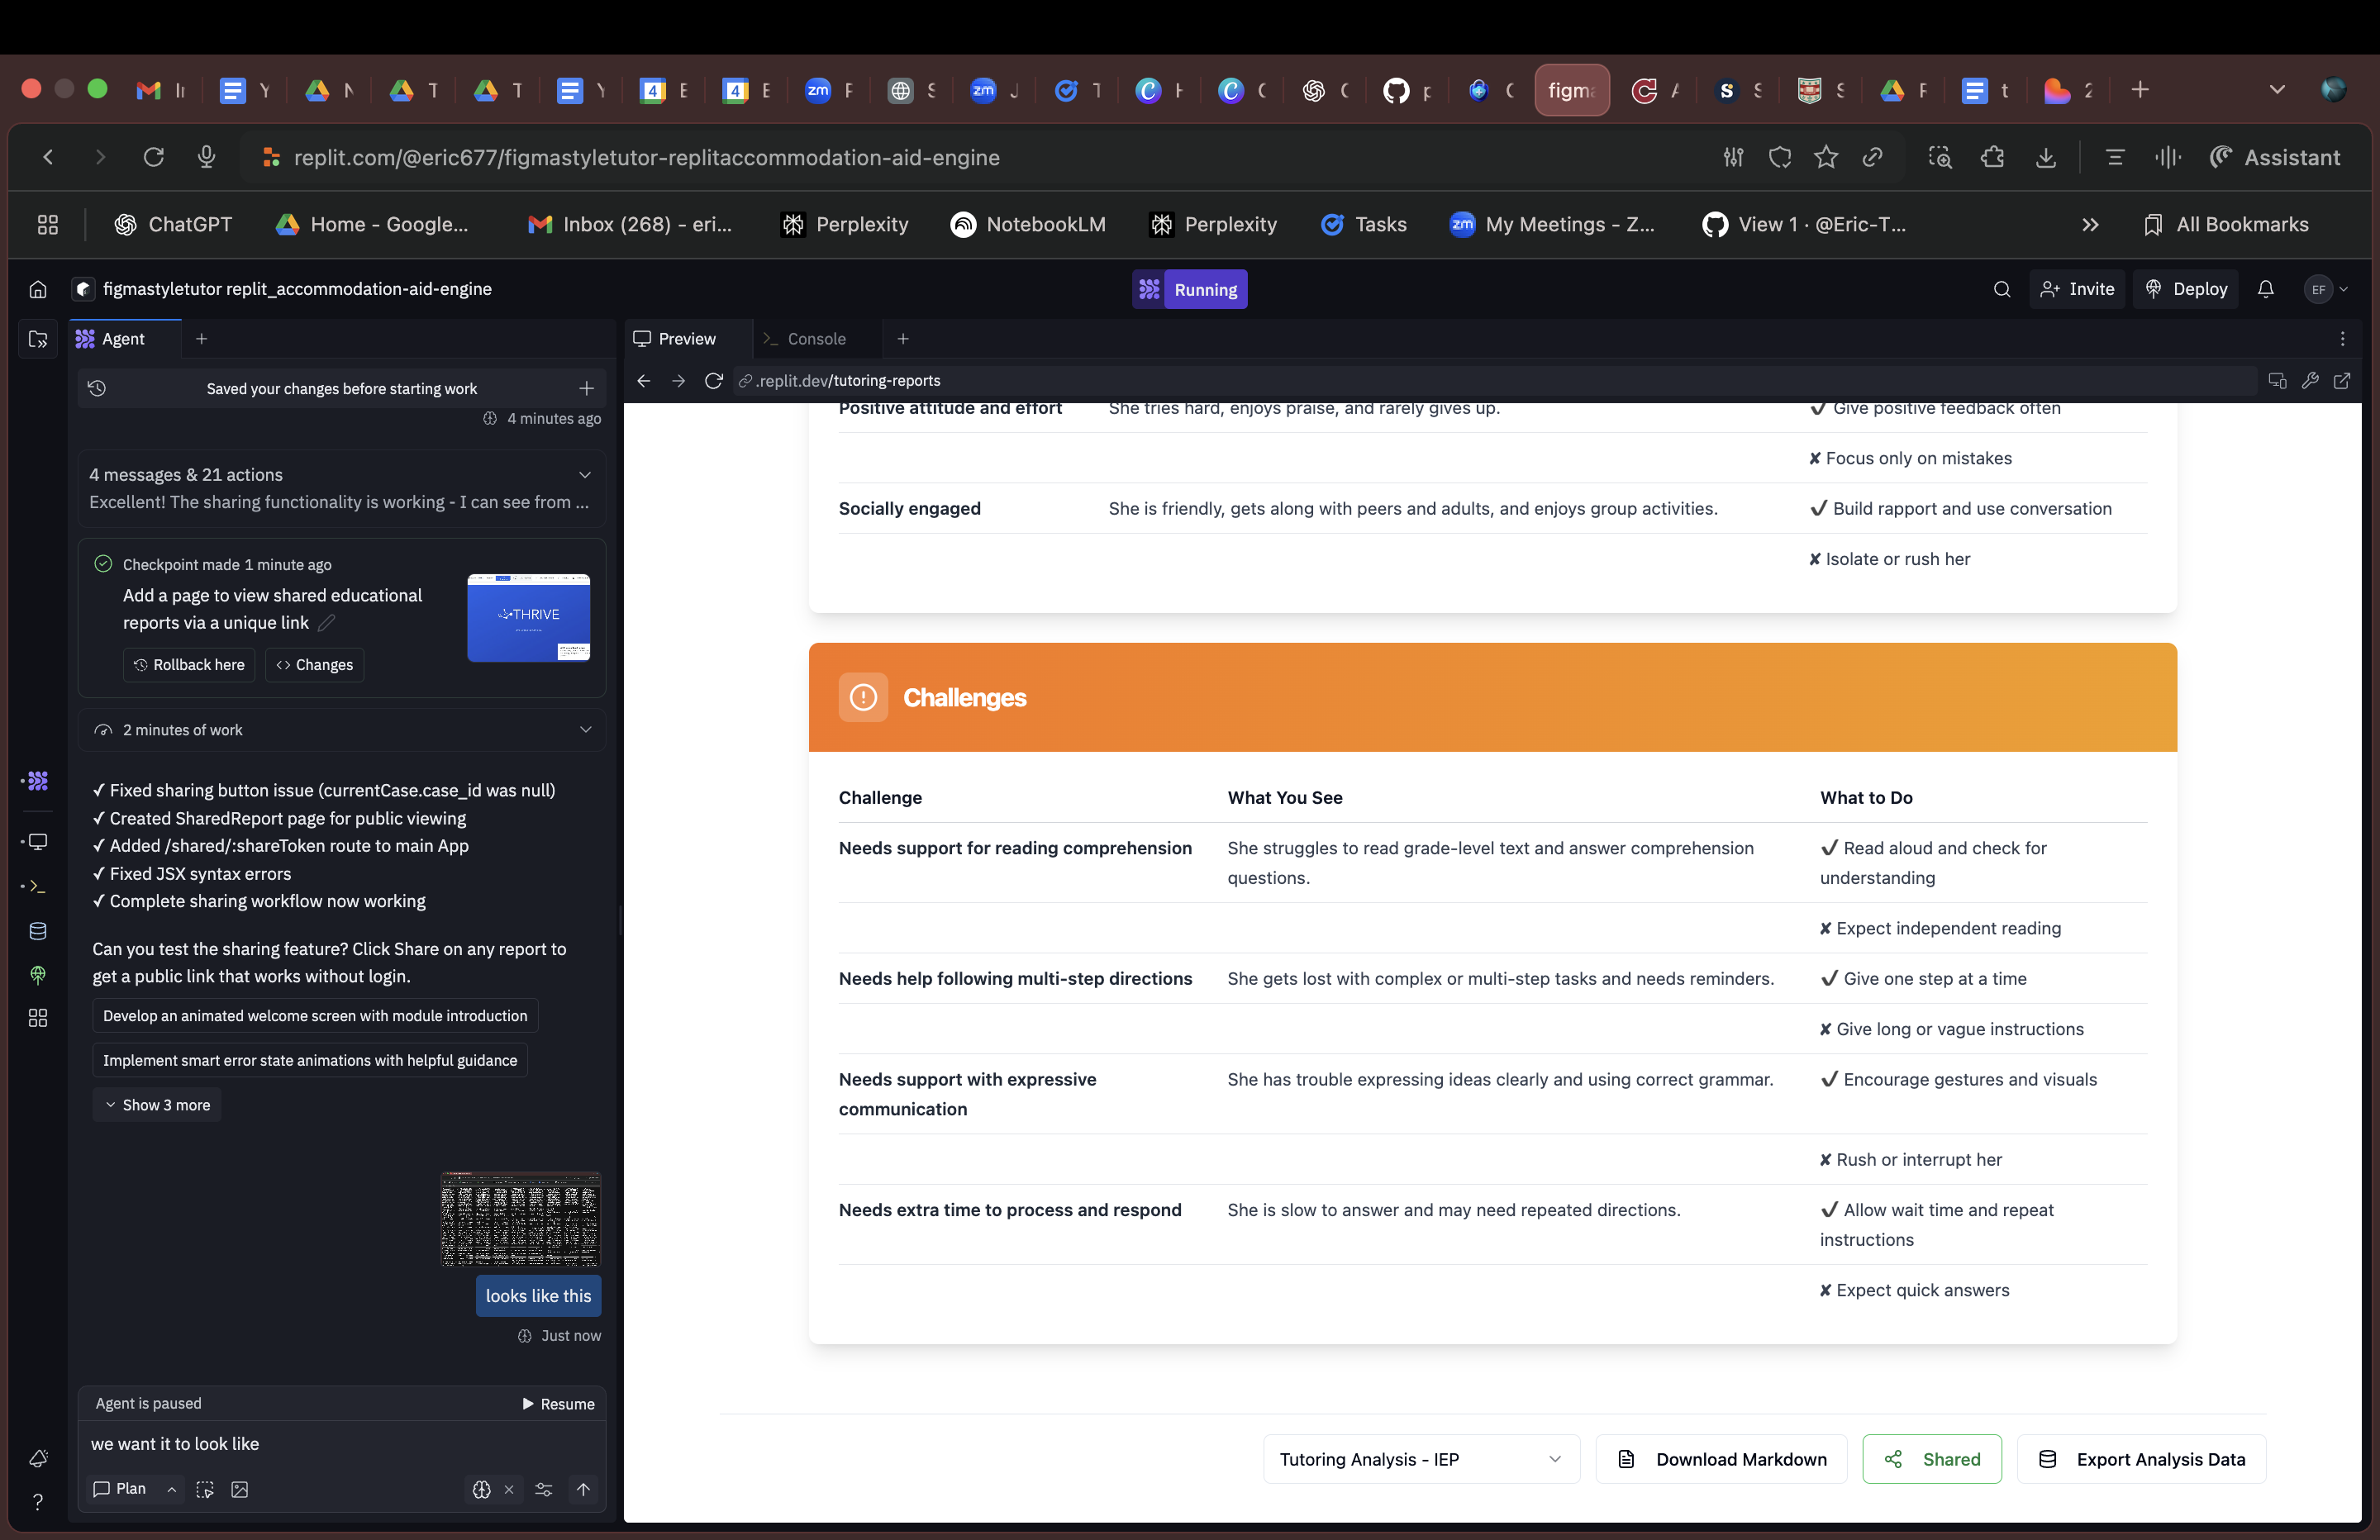 figma
replit.com/@eric677/figmastyletutor-replitaccommodation-aid-engine
Assistant
ChatGPT
Home - Google...
Inbox (268) - eri...
Perplexity
NotebookLM
Perplexity
Tasks
My Meetings - Z...
View 1 · @Eric-T...
All Bookmarks
figmastyletutor replit_accommodation-aid-engine
Running
Invite
Deploy
EF
Agent
Preview
Console
.replit.dev/tutoring-reports
Saved your changes before starting work
4 minutes ago
4 messages & 21 actions
Excellent! The sharing functionality is working - I can see from ...
Checkpoint made 1 minute ago
Add a page to view shared educational
reports via a unique link
THRIVE
Rollback here
Changes
2 minutes of work
✓ Fixed sharing button issue (currentCase.case_id was null)
✓ Created SharedReport page for public viewing
✓ Added /shared/:shareToken route to main App
✓ Fixed JSX syntax errors
✓ Complete sharing workflow now working
Can you test the sharing feature? Click Share on any report to
get a public link that works without login.
Develop an animated welcome screen with module introduction
Implement smart error state animations with helpful guidance
Show 3 more
looks like this
Just now
Agent is paused
Resume
we want it to look like
Plan
Positive attitude and effort She tries hard, enjoys praise, and rarely gives up. ✔ Give positive feedback often
✘ Focus only on mistakes
Socially engaged She is friendly, gets along with peers and adults, and enjoys group activities. ✔ Build rapport and use conversation
✘ Isolate or rush her
Challenges
Challenge What You See What to Do
Needs support for reading comprehension She struggles to read grade-level text and answer comprehension ✔ Read aloud and check for
questions. understanding
✘ Expect independent reading
Needs help following multi-step directions She gets lost with complex or multi-step tasks and needs reminders. ✔ Give one step at a time
✘ Give long or vague instructions
Needs support with expressive She has trouble expressing ideas clearly and using correct grammar. ✔ Encourage gestures and visuals
communication
✘ Rush or interrupt her
Needs extra time to process and respond She is slow to answer and may need repeated directions. ✔ Allow wait time and repeat
instructions
✘ Expect quick answers
Tutoring Analysis - IEP
Download Markdown
Shared
Export Analysis Data